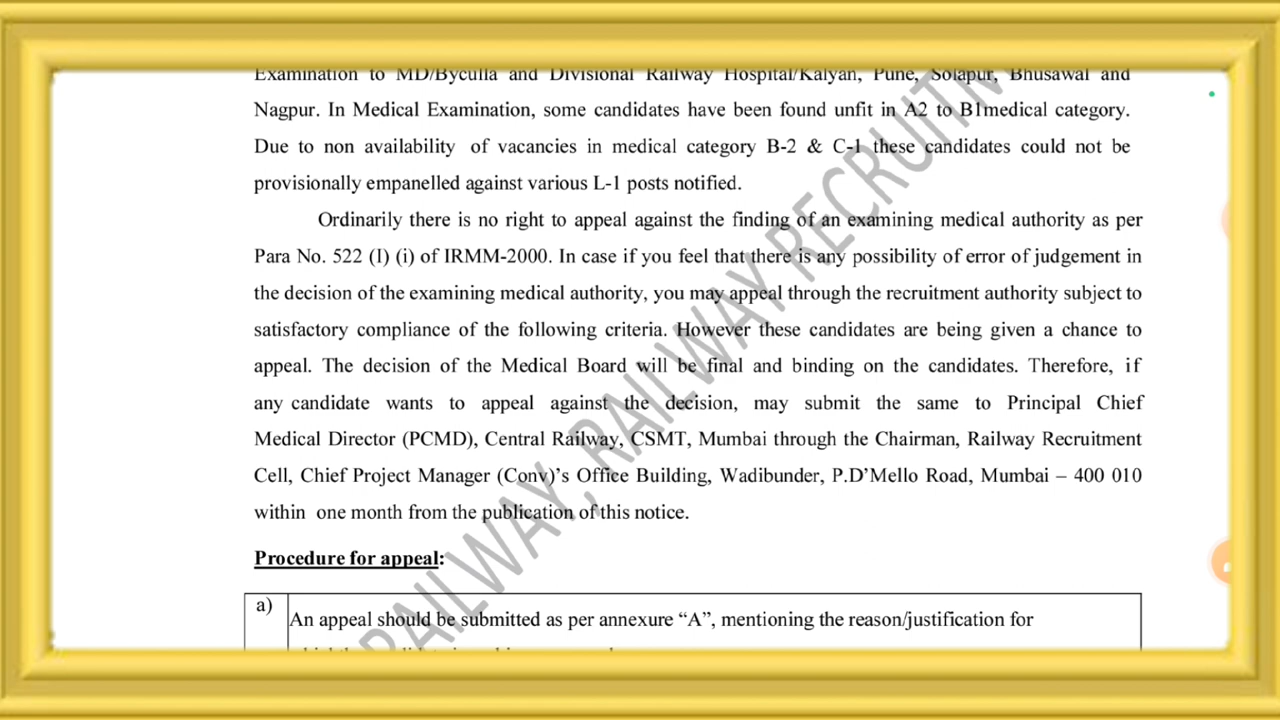 Examination to MD/Byculla and Divisional Railway Hospital/Kalyan, Pune, Solapur, Bhusawal and
Nagpur. In Medical Examination, some candidates have been found unfit in A2 to B1medical category.
Due to non availability of vacancies in medical category B-2 & C-1 these candidates could not be
provisionally empanelled against various L-1 posts notified.
Ordinarily there is no right to appeal against the finding of an examining medical authority as per
Para No. 522 (I) (i) of IRMM-2000. In case if you feel that there is any possibility of error of judgement in
the decision of the examining medical authority, you may appeal through the recruitment authority subject to
satisfactory compliance of the following criteria. However these candidates are being given a chance to
appeal. The decision of the Medical Board will be final and binding on the candidates. Therefore, if
any candidate wants to appeal against the decision, may submit the same to Principal Chief
Medical Director (PCMD), Central Railway, CSMT, Mumbai through the Chairman, Railway Recruitment
Cell, Chief Project Manager (Conv)’s Office Building, Wadibunder, P.D’Mello Road, Mumbai – 400 010
within one month from the publication of this notice.
Procedure for appeal:
a) An appeal should be submitted as per annexure “A”, mentioning the reason/justification for
RAILWAY, RAILWAY RECRUIT